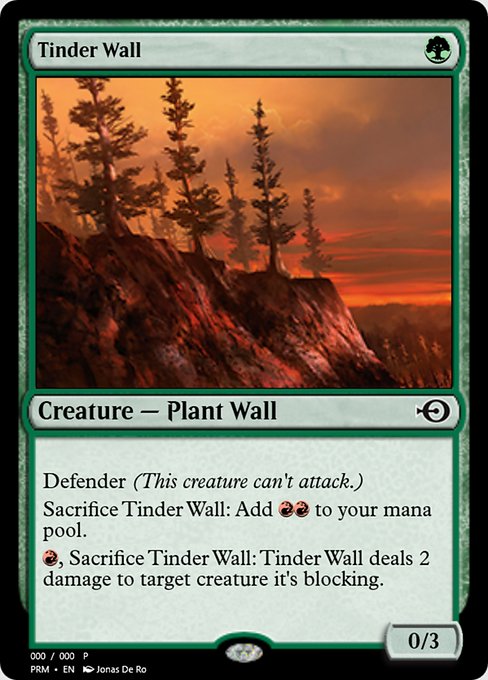 Tinder Wall
Creature — Plant Wall
Defender (This creature can't attack.)
Sacrifice Tinder Wall: Add to your mana
pool.
, Sacrifice Tinder Wall: Tinder Wall deals 2
damage to target creature it's blocking.
0/3
000 / 000 P
PRM • EN Jonas De Ro